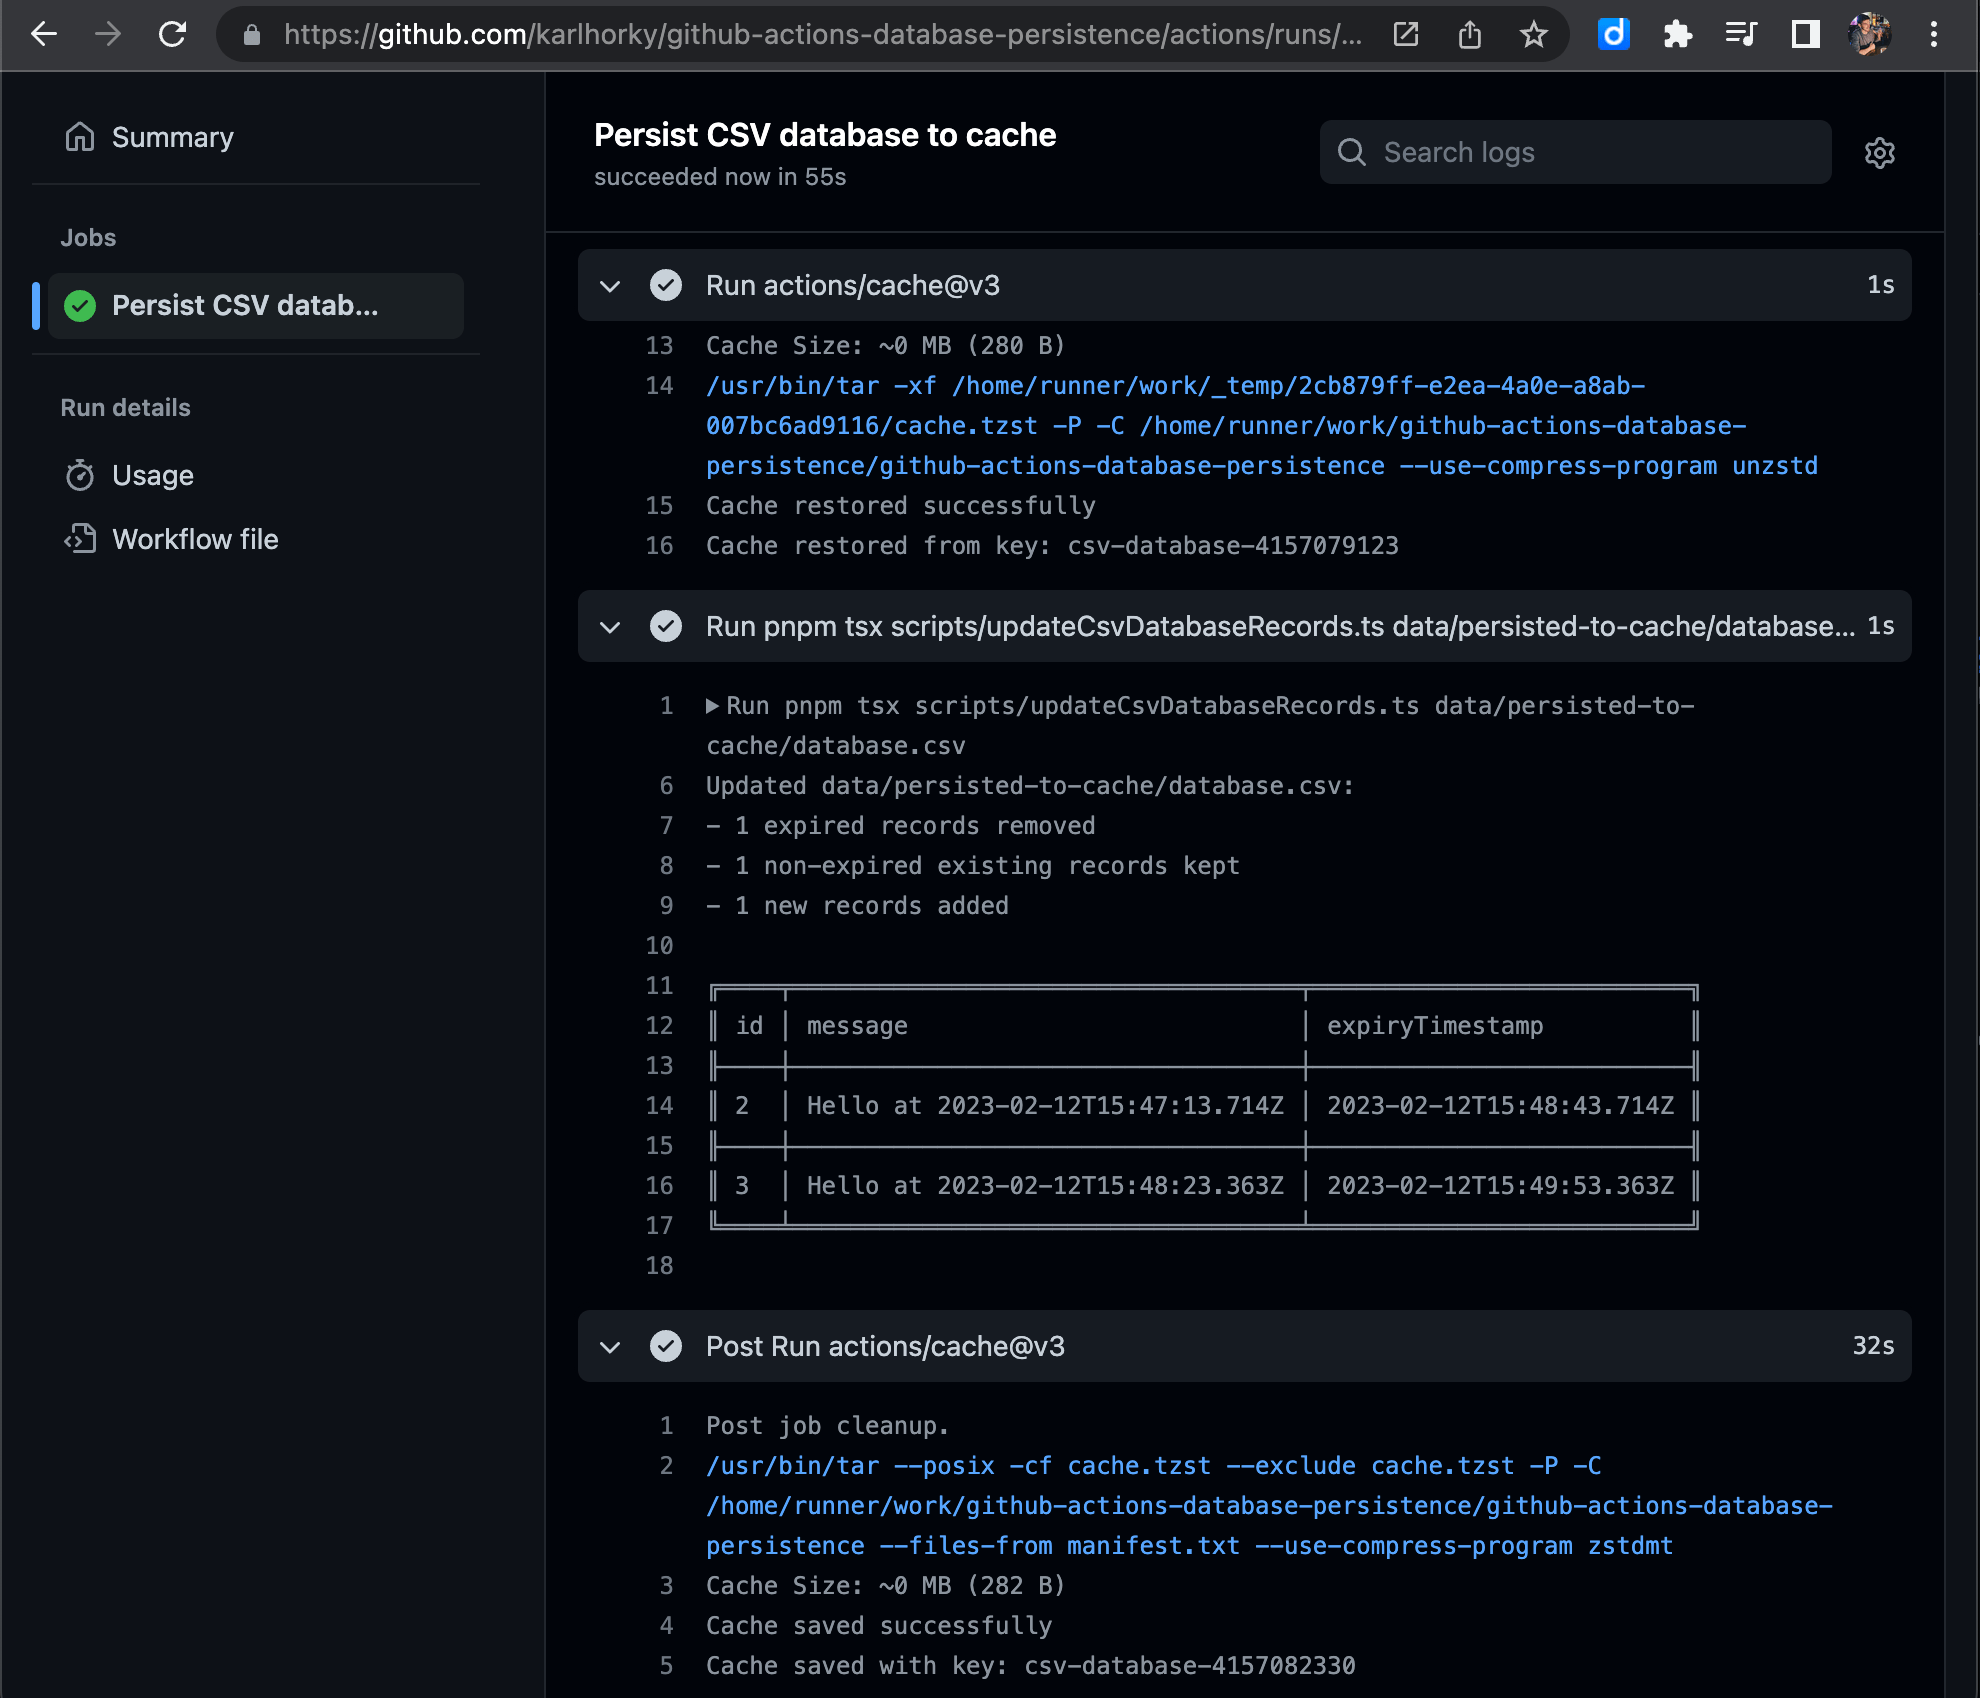 https://github.com/karlhorky/github-actions-database-persistence/actions/runs/...
d
Summary
Jobs
Persist CSV datab...
Run details
Usage
Workflow file
Persist CSV database to cache
succeeded now in 55s
Search logs
Run actions/cache@v3 1s
13 Cache Size: ~0 MB (280 B)
14 /usr/bin/tar -xf /home/runner/work/_temp/2cb879ff-e2ea-4a0e-a8ab-
007bc6ad9116/cache.tzst -P -C /home/runner/work/github-actions-database-
persistence/github-actions-database-persistence --use-compress-program unzstd
15 Cache restored successfully
16 Cache restored from key: csv-database-4157079123
Run pnpm tsx scripts/updateCsvDatabaseRecords.ts data/persisted-to-cache/database... 1s
1 Run pnpm tsx scripts/updateCsvDatabaseRecords.ts data/persisted-to-
cache/database.csv
6 Updated data/persisted-to-cache/database.csv:
7 - 1 expired records removed
8 - 1 non-expired existing records kept
9 - 1 new records added
10
11
12 id message expiryTimestamp
13
14 2 Hello at 2023-02-12T15:47:13.714Z 2023-02-12T15:48:43.714Z
15
16 3 Hello at 2023-02-12T15:48:23.363Z 2023-02-12T15:49:53.363Z
17
18
Post Run actions/cache@v3 32s
1 Post job cleanup.
2 /usr/bin/tar --posix -cf cache.tzst --exclude cache.tzst -P -C
/home/runner/work/github-actions-database-persistence/github-actions-database-
persistence --files-from manifest.txt --use-compress-program zstdmt
3 Cache Size: ~0 MB (282 B)
4 Cache saved successfully
5 Cache saved with key: csv-database-4157082330